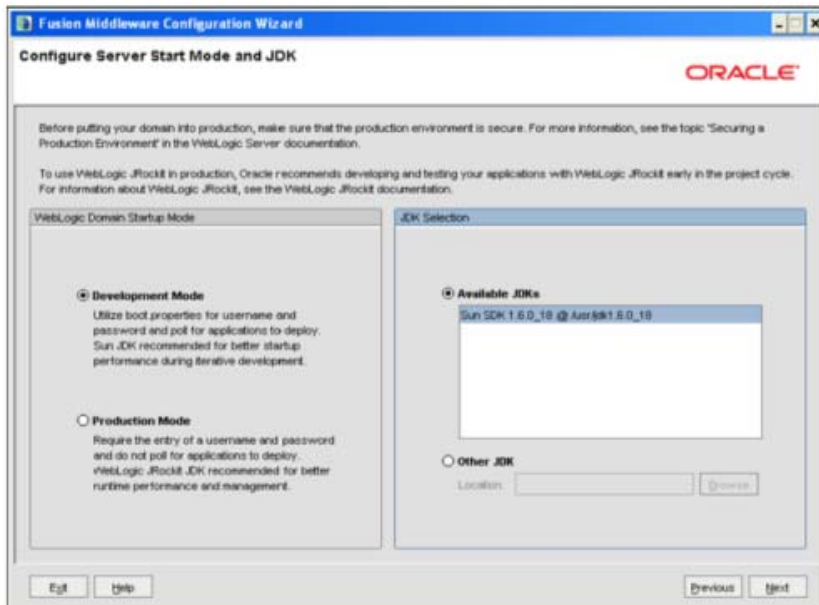 Fusion Middleware Configuration Wizard
Configure Server Start Mode and JDK
ORACLE
Before putting your domain into production, make sure that the production environment is secure. For more information, see the topic 'Securing a
Production Environment' in the WebLogic Server documentation.
To use WebLogic JRockit in production, Oracle recommends developing and testing your applications with WebLogic JRockit early in the project cycle.
For information about WebLogic JRockit, see the WebLogic JRockit documentation.
WebLogic Domain Startup Mode
Development Mode
Utilize boot.properties for username and
password and poll for applications to deploy.
Sun JDK recommended for better startup
performance during iterative development.
Production Mode
Require the entry of a username and password
and do not poll for applications to deploy.
WebLogic JRockit JDK recommended for better
runtime performance and management.
JDK Selection
Available JDKs
Sun SDK 1.6.0_18 @ /usr/jdk1.6.0_18
Other JDK
Location:
Browse
Exit
Help
Previous
Next